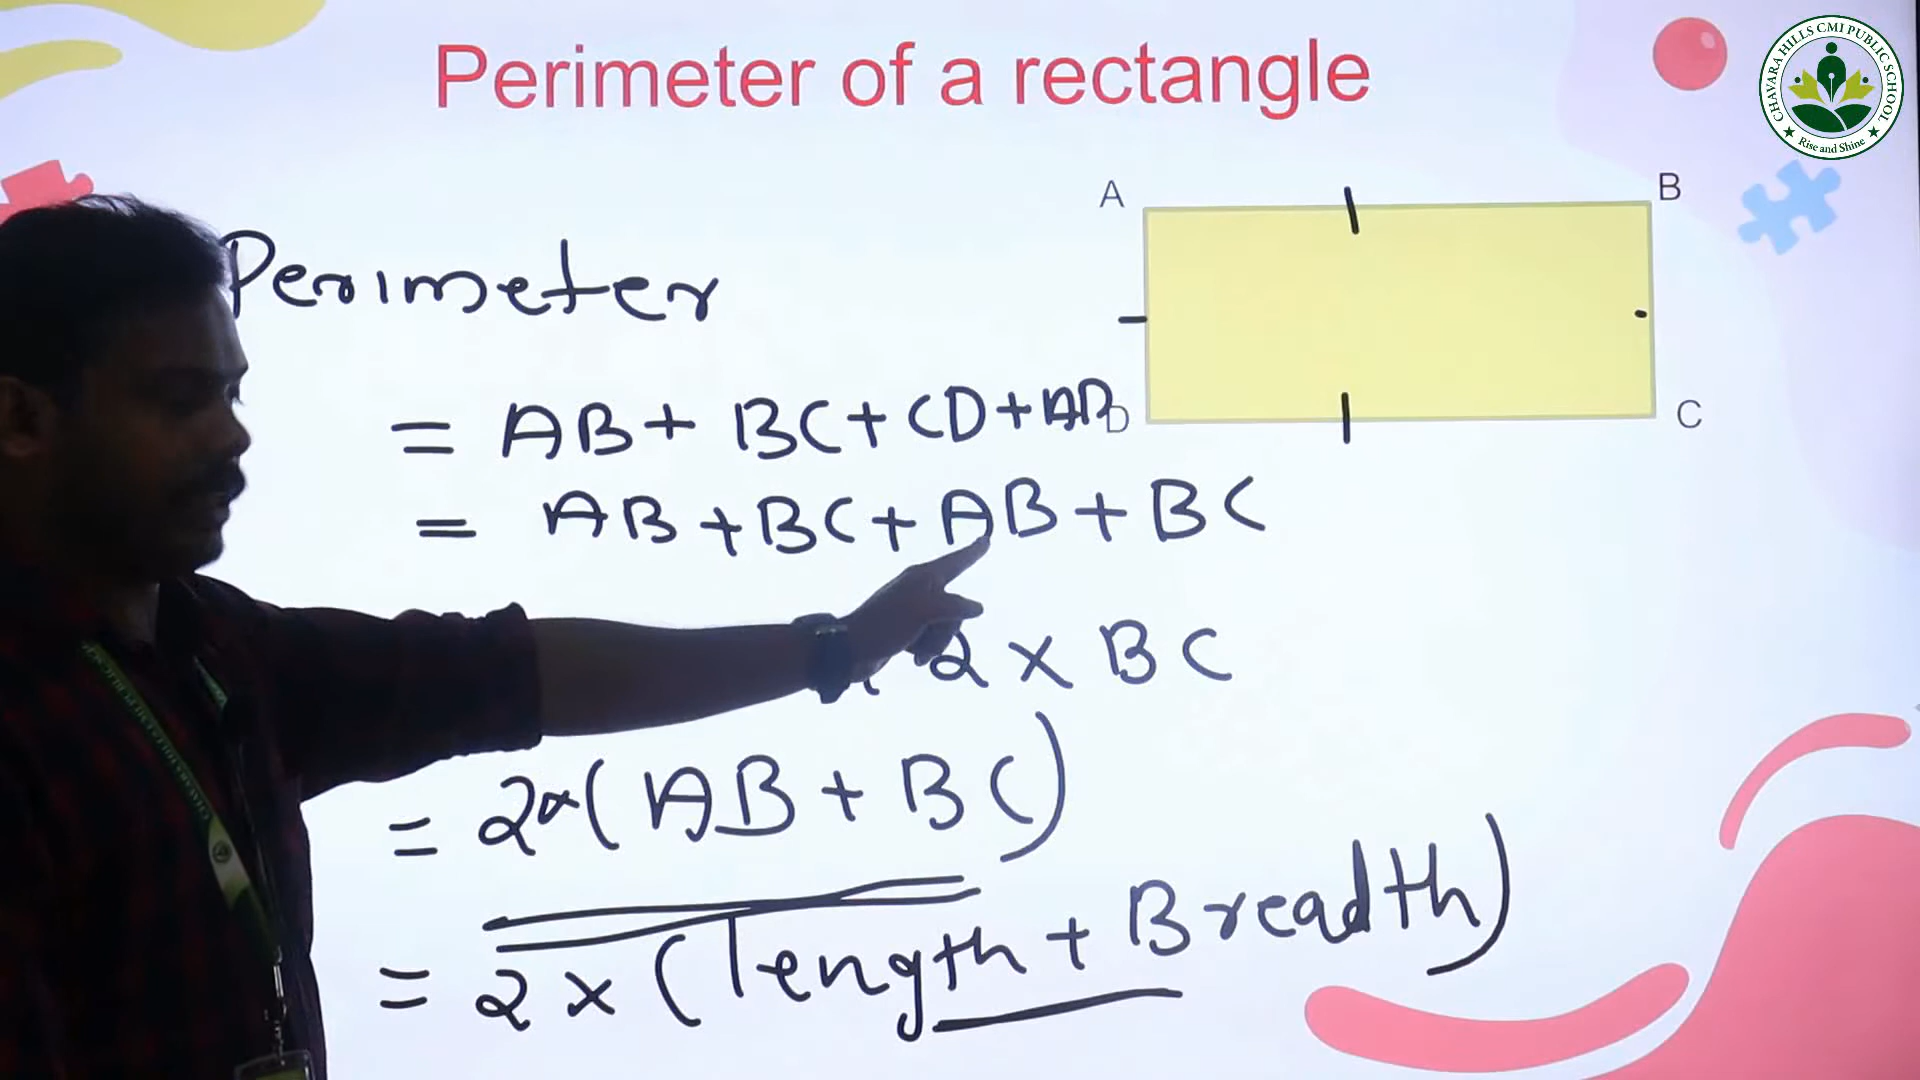 Perimeter of a rectangle
CHAVARA HILLS CMI PUBLIC SCHOOL
Rise and Shine
A
B
Perimeter
= AB + BC + CD + AD
D
C
= AB + BC + AB + BC
2 × BC
= 2×(AB + BC)
= 2 × (length + Breadth)